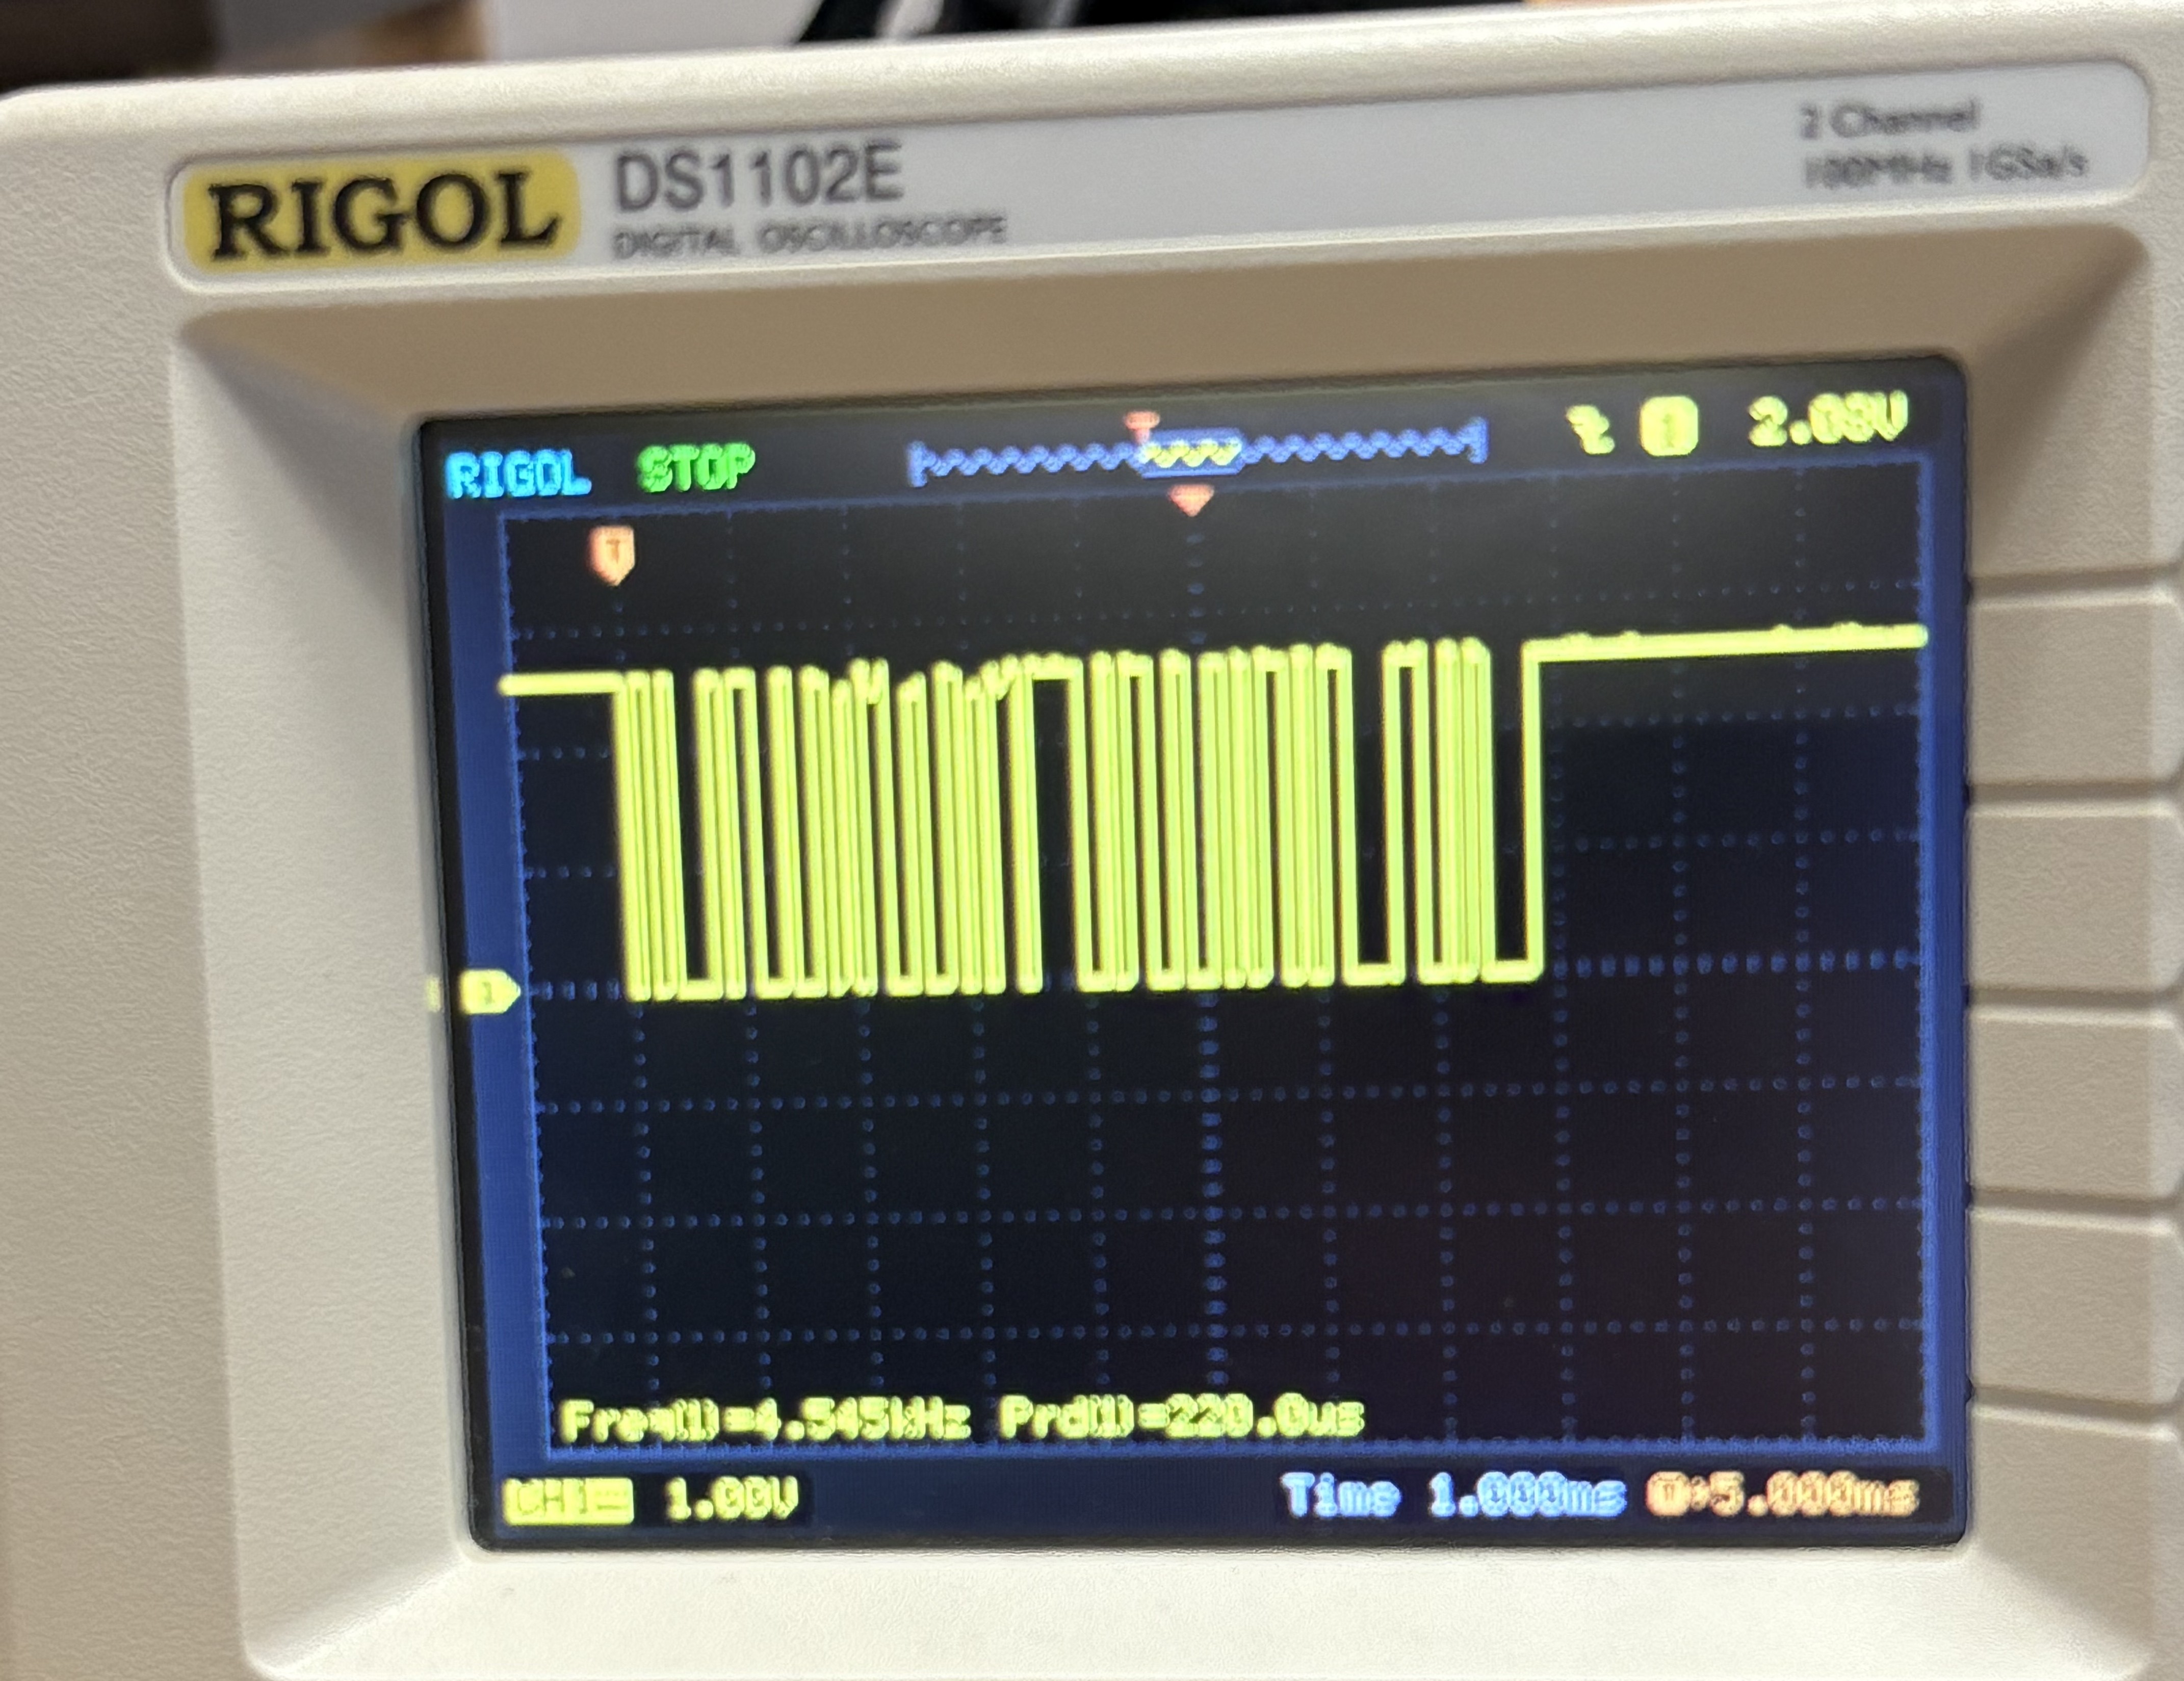 RIGOL DS1102E
DIGITAL OSCILLOSCOPE
2 Channel
100MHz 1GSa/s
RIGOL STOP
T
1 2.08V
T
1
Freq(1)=4.545kHz Prd(1)=220.0us
CH1 1.00V Time 1.000ms T→5.000ms